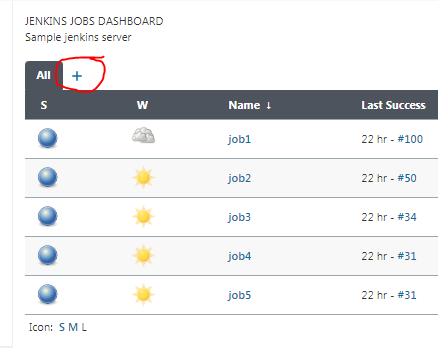 JENKINS JOBS DASHBOARD
Sample jenkins server
All +
S W Name ↓ Last Success
job1 22 hr - #100
job2 22 hr - #50
job3 22 hr - #34
job4 22 hr - #31
job5 22 hr - #31
Icon: S M L